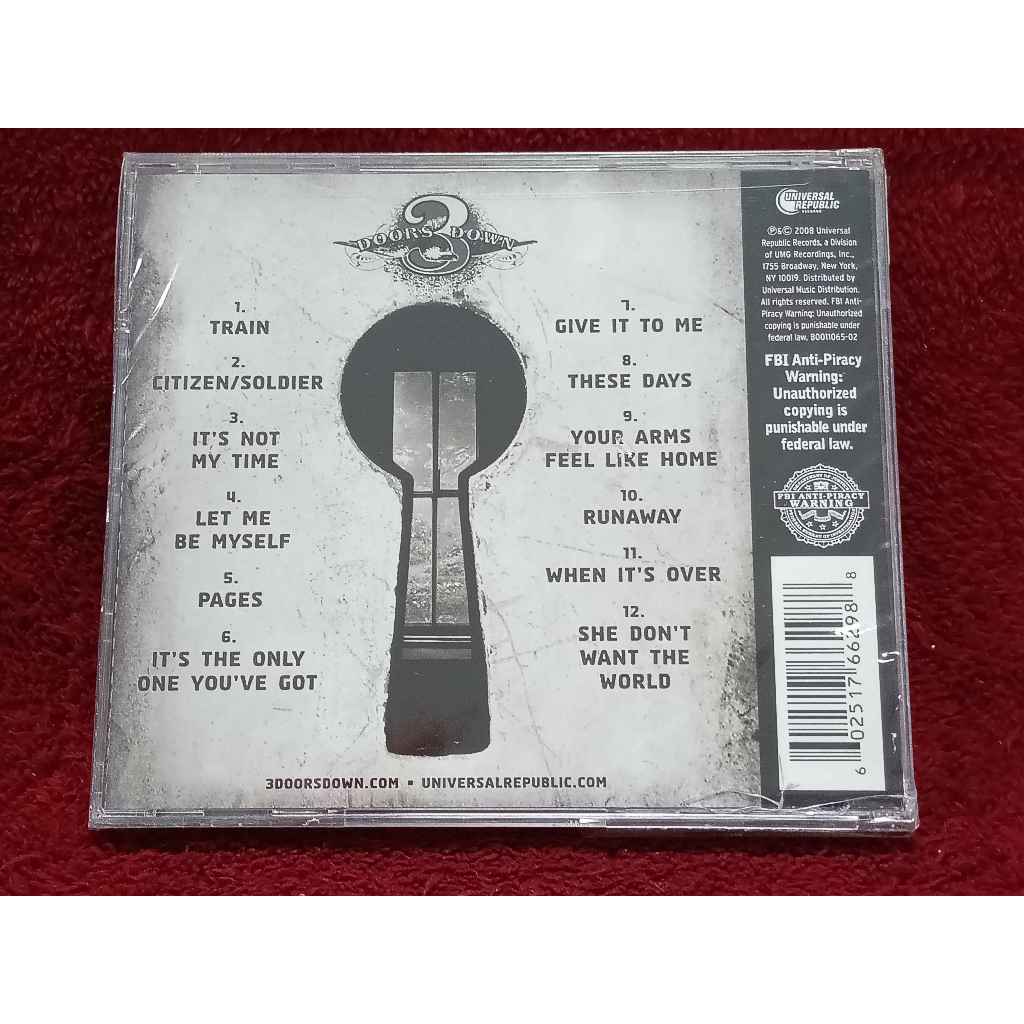 3
DOORS DOWN
1.
TRAIN
2.
CITIZEN/SOLDIER
3.
IT'S NOT
MY TIME
4.
LET ME
BE MYSELF
5.
PAGES
6.
IT'S THE ONLY
ONE YOU'VE GOT
7.
GIVE IT TO ME
8.
THESE DAYS
9.
YOUR ARMS
FEEL LIKE HOME
10.
RUNAWAY
11.
WHEN IT'S OVER
12.
SHE DON'T
WANT THE
WORLD
3DOORSDOWN.COM ▪ UNIVERSALREPUBLIC.COM
UNIVERSAL
REPUBLIC
RECORDS
℗&© 2008 Universal
Republic Records, a Division
of UMG Recordings, Inc.,
1755 Broadway, New York,
NY 10019. Distributed by
Universal Music Distribution.
All rights reserved. FBI Anti-
Piracy Warning: Unauthorized
copying is punishable under
federal law. B0011065-02
FBI Anti-Piracy
Warning:
Unauthorized
copying is
punishable under
federal law.
FBI ANTI-PIRACY
WARNING
6 02517 66298 8